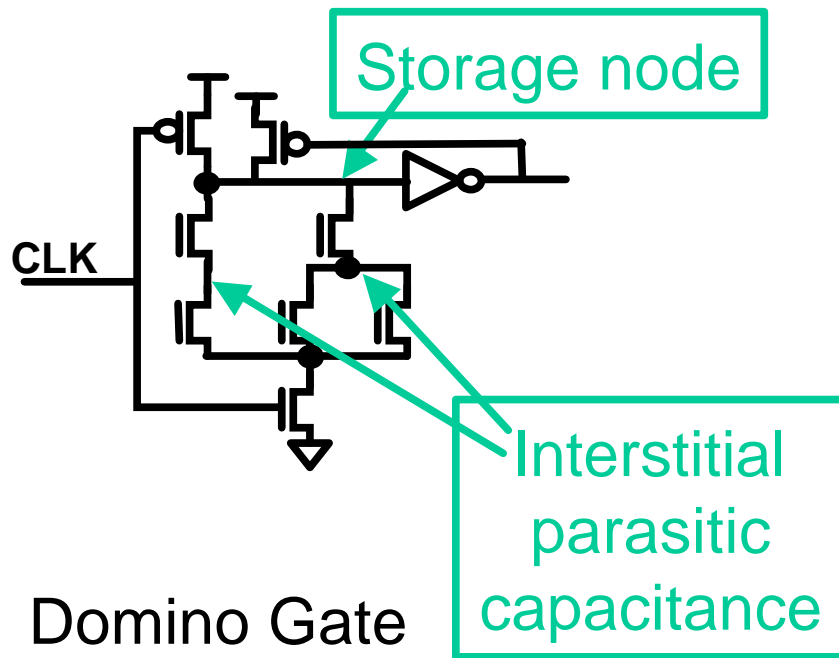 Storage node
CLK
Interstitial
parasitic
capacitance
Domino Gate